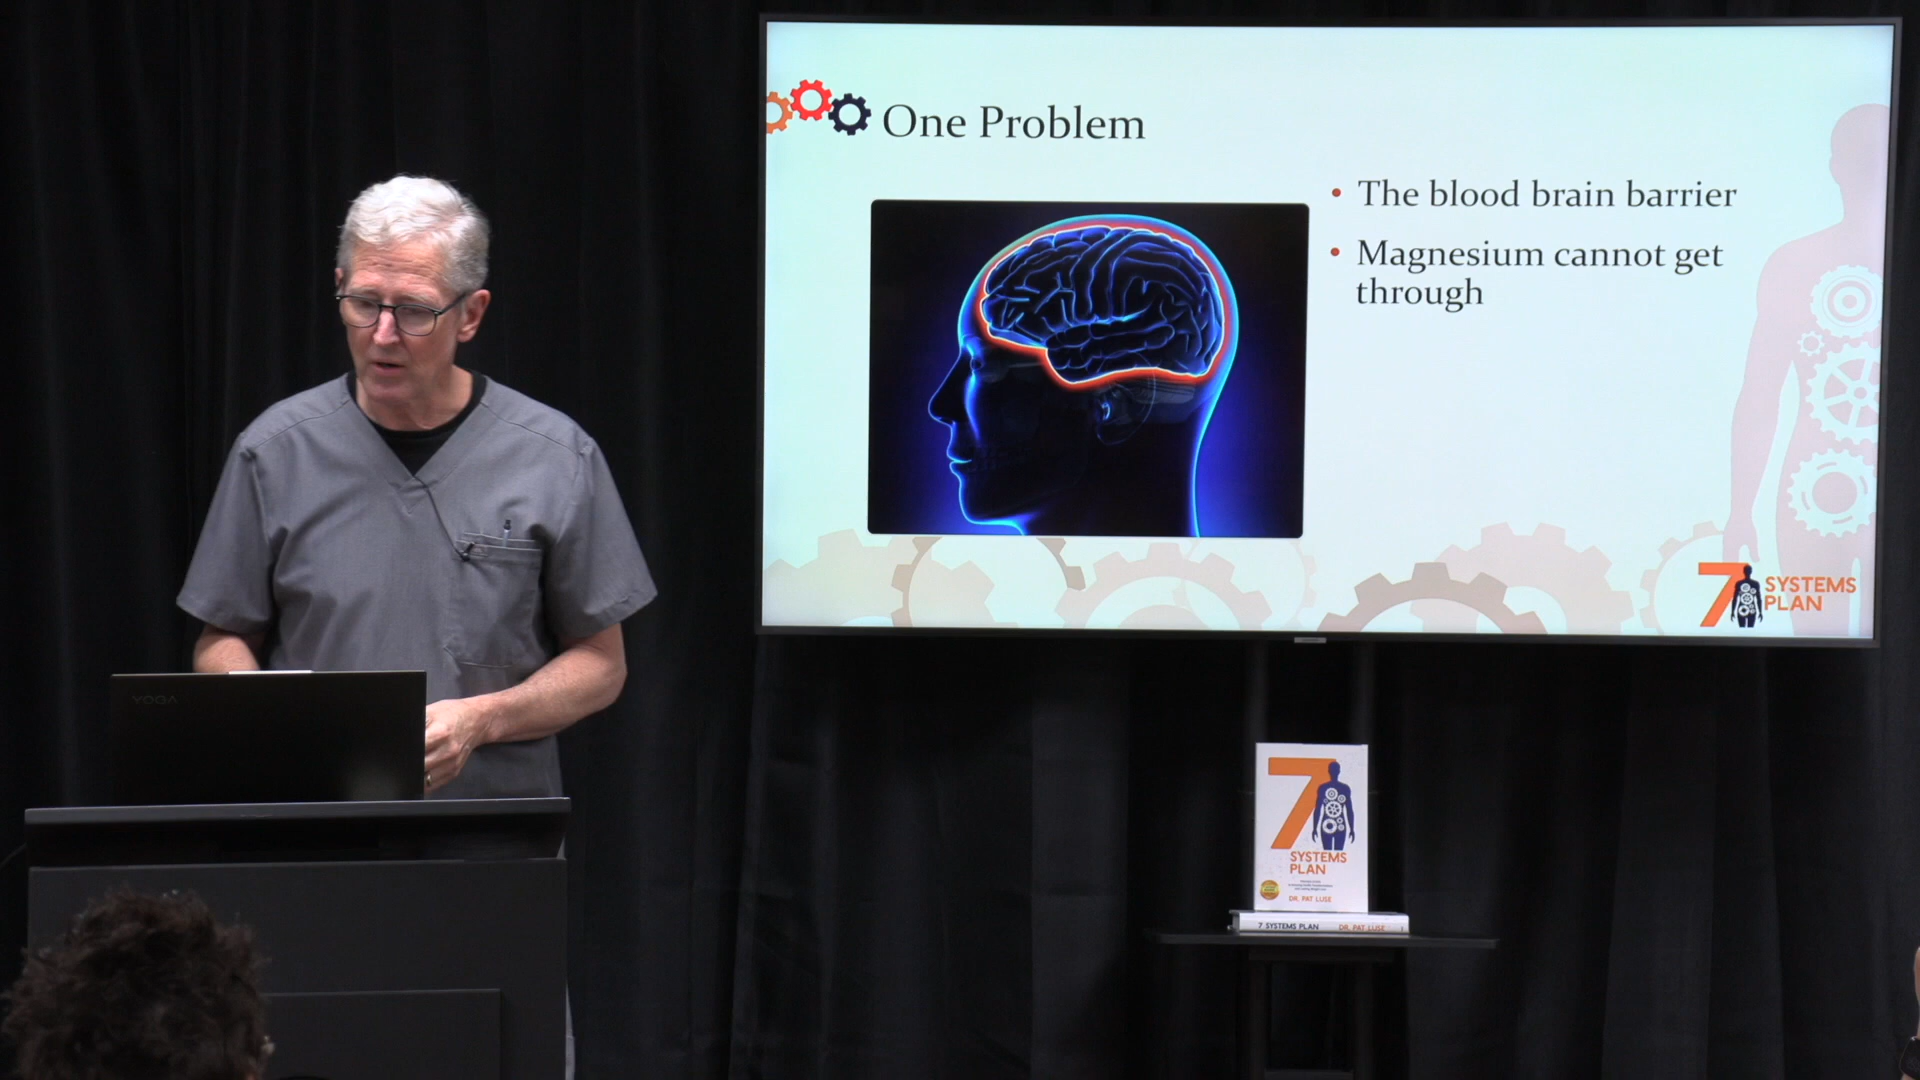 One Problem
• The blood brain barrier
• Magnesium cannot get
through
7 SYSTEMS
PLAN
YOGA
7
SYSTEMS
PLAN
DR. PAT LUSE
7 SYSTEMS PLAN DR. PAT LUSE